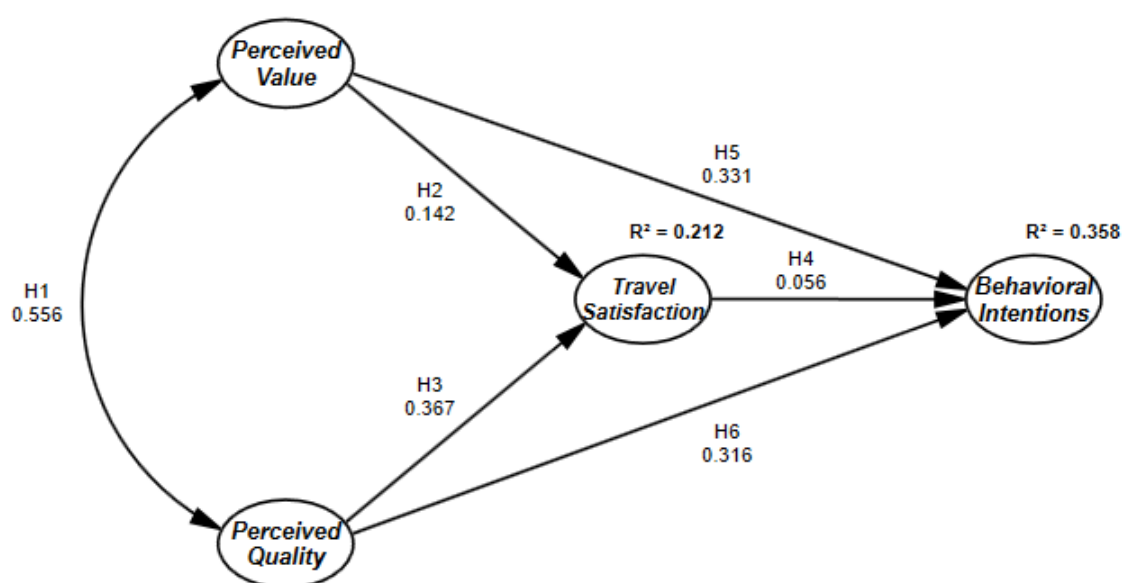 Perceived
Value
H5
0.331
H2
0.142
R² = 0.212
R² = 0.358
H4
0.056
H1
0.556
Travel
Satisfaction
Behavioral
Intentions
H3
0.367
H6
0.316
Perceived
Quality